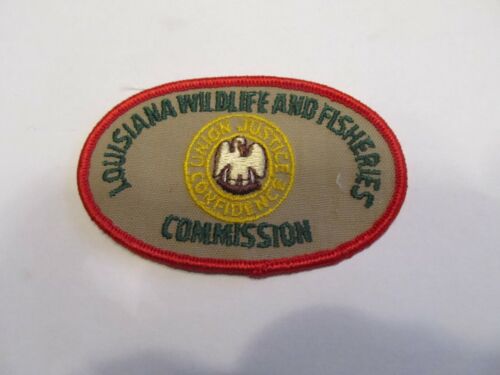 LOUISIANA WILDLIFE AND FISHERIES
UNION JUSTICE
CONFIDENCE
COMMISSION